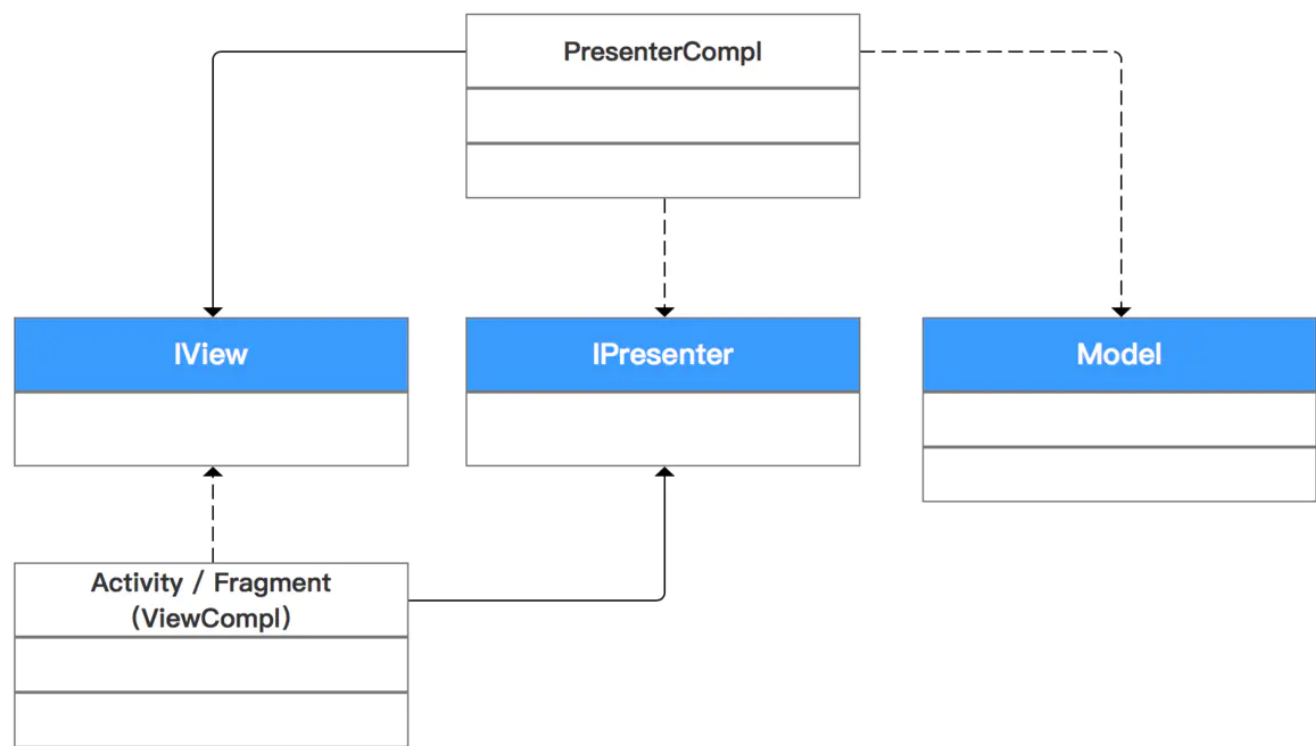 PresenterCompl
IView
IPresenter
Model
Activity / Fragment
（ViewCompl）